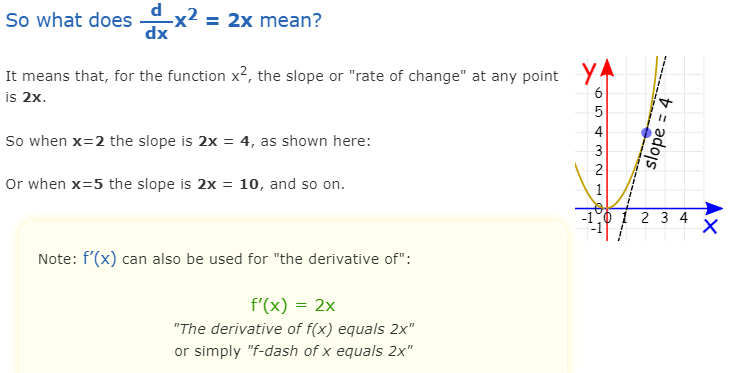 So what does d/dx x² = 2x mean?
It means that, for the function x², the slope or "rate of change" at any point
is 2x.
So when x=2 the slope is 2x = 4, as shown here:
Or when x=5 the slope is 2x = 10, and so on.
Note: f’(x) can also be used for "the derivative of":
f’(x) = 2x
"The derivative of f(x) equals 2x"
or simply "f-dash of x equals 2x"
y
6
5
4
3
2
1
0
-1
-1 0 1 2 3 4
x
slope = 4